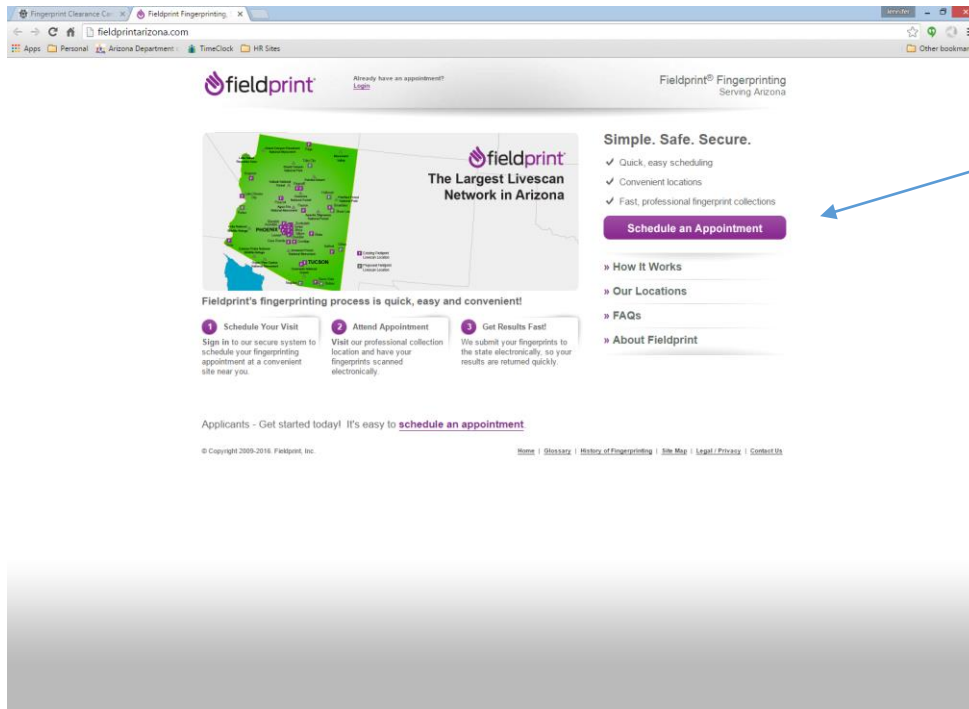 Fingerprint Clearance Car
Fieldprint Fingerprinting,
Jennifer
fieldprintarizona.com
Apps Personal Arizona Department TimeClock HR Sites Other bookmar
fieldprint
Already have an appointment?
Login
Fieldprint® Fingerprinting
Serving Arizona
fieldprint
The Largest Livescan
Network in Arizona
PHOENIX
TUCSON
Simple. Safe. Secure.
✓ Quick, easy scheduling
✓ Convenient locations
✓ Fast, professional fingerprint collections
Schedule an Appointment
» How It Works
» Our Locations
» FAQs
» About Fieldprint
Fieldprint's fingerprinting process is quick, easy and convenient!
1 Schedule Your Visit
Sign in to our secure system to
schedule your fingerprinting
appointment at a convenient
site near you.
2 Attend Appointment
Visit our professional collection
location and have your
fingerprints scanned
electronically.
3 Get Results Fast!
We submit your fingerprints to
the state electronically, so your
results are returned quickly.
Applicants - Get started today! It's easy to schedule an appointment
© Copyright 2009-2016. Fieldprint, Inc.
Home | Glossary | History of Fingerprinting | Site Map | Legal / Privacy | Contact Us